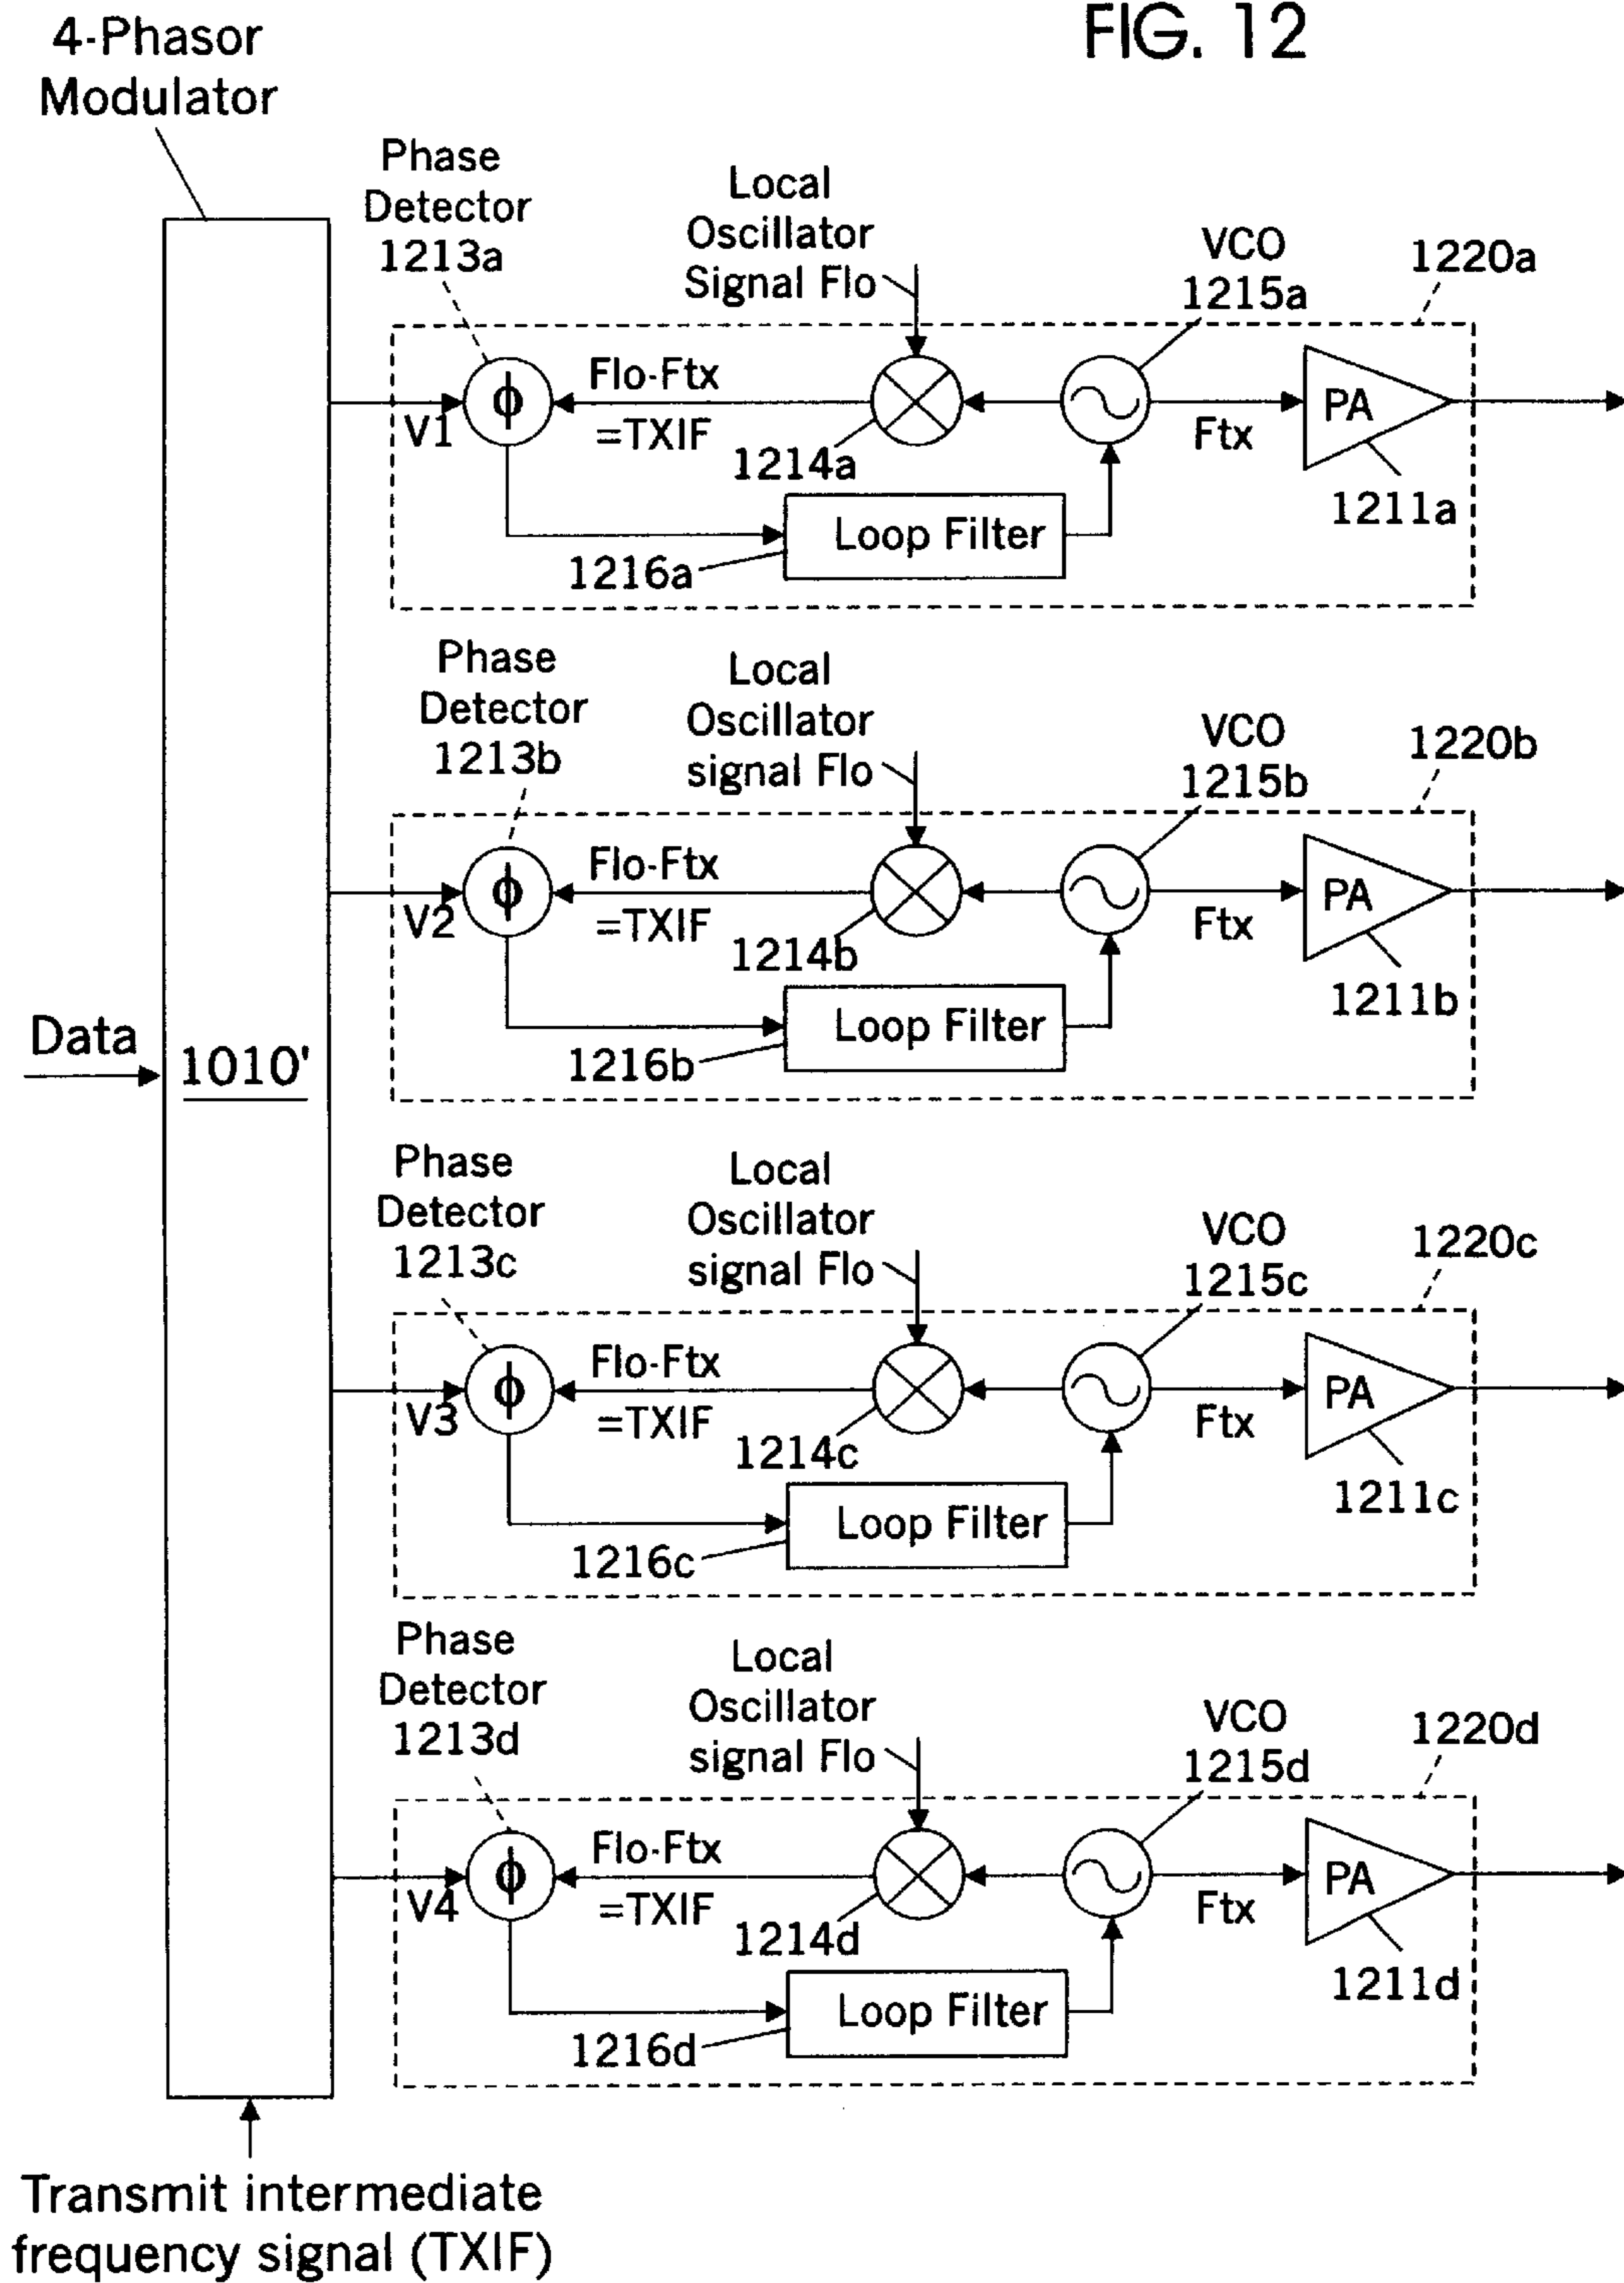 FIG. 12
4-Phasor
Modulator
Phase
Detector
1213a
Local
Oscillator
Signal Flo
VCO
1215a
1220a
ϕ
Flo-Ftx
=TXIF
V1
1214a
Ftx
PA
1211a
Loop Filter
1216a
Phase
Detector
1213b
Local
Oscillator
signal Flo
VCO
1215b
1220b
ϕ
Flo-Ftx
=TXIF
V2
1214b
Ftx
PA
1211b
Loop Filter
1216b
Data
1010'
Phase
Detector
1213c
Local
Oscillator
signal Flo
VCO
1215c
1220c
ϕ
Flo-Ftx
=TXIF
V3
1214c
Ftx
PA
1211c
Loop Filter
1216c
Phase
Detector
1213d
Local
Oscillator
signal Flo
VCO
1215d
1220d
ϕ
Flo-Ftx
=TXIF
V4
1214d
Ftx
PA
1211d
Loop Filter
1216d
Transmit intermediate
frequency signal (TXIF)